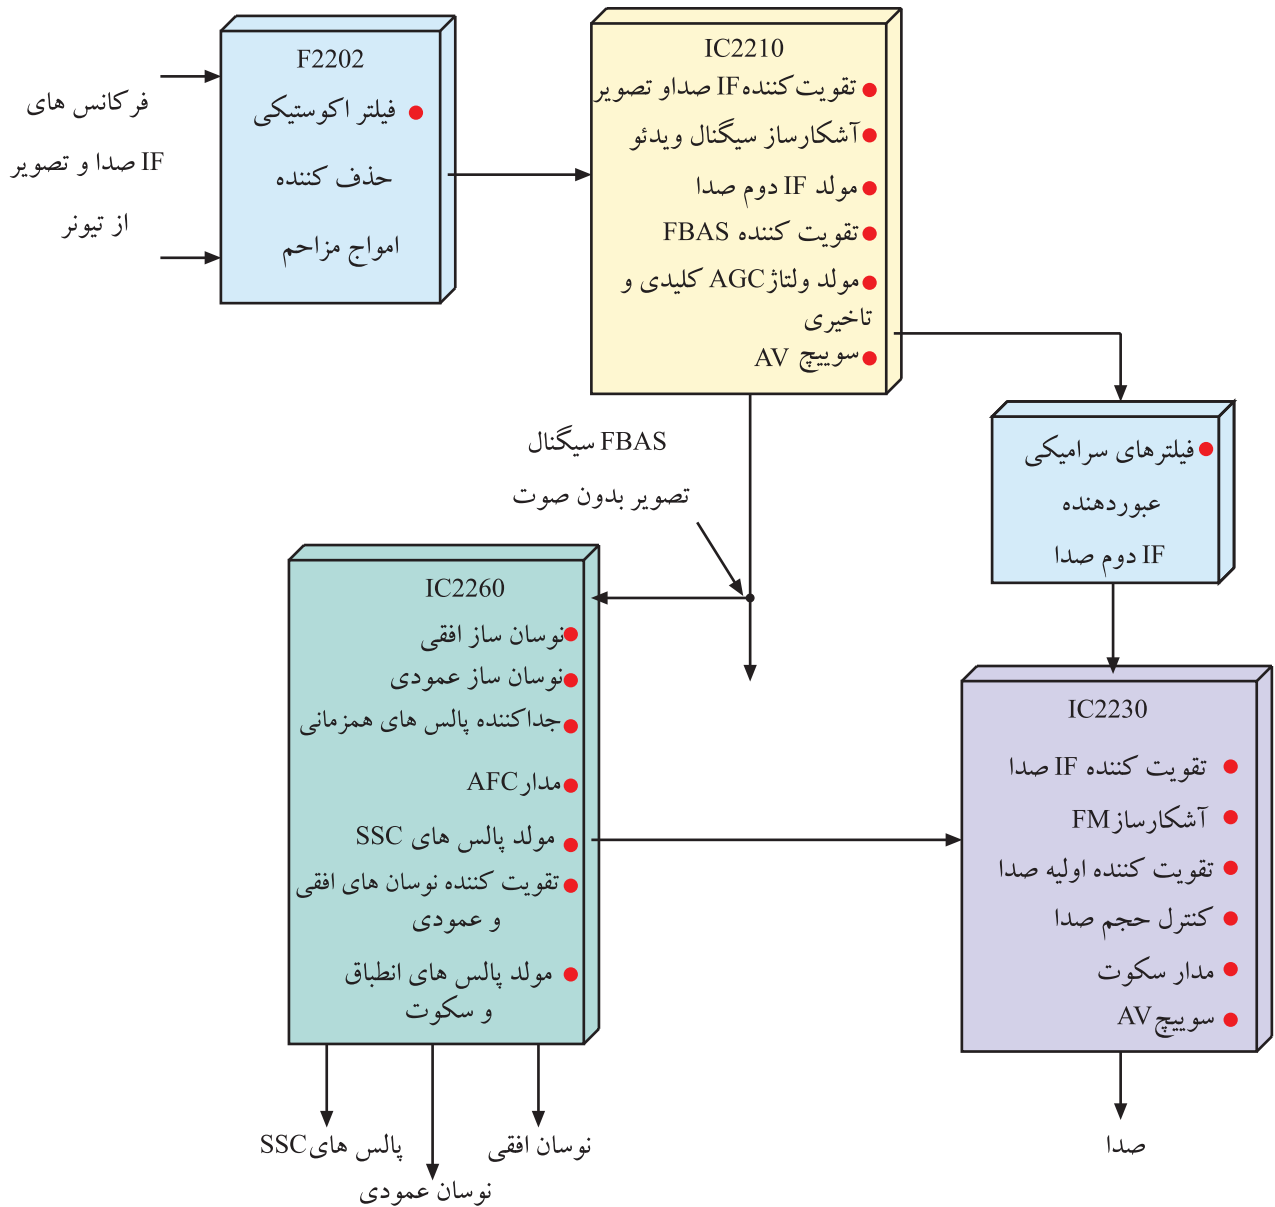 فرکانس های
IF صدا و تصویر
از تیونر
F2202
فیلتر اکوستیکی
حذف کننده
امواج مزاحم
IC2210
تقویت‌کننده IF صداو تصویر
آشکارساز سیگنال ویدئو
مولد IF دوم صدا
تقویت کننده FBAS
مولد ولتاژ AGC کلیدی و
تاخیری
سوییچ AV
سیگنال FBAS
تصویر بدون صوت
فیلترهای سرامیکی
عبوردهنده
IF دوم صدا
IC2260
نوسان ساز افقی
نوسان ساز عمودی
جداکننده پالس های همزمانی
مدار AFC
مولد پالس های SSC
تقویت کننده نوسان های افقی
و عمودی
مولد پالس های انطباق
و سکوت
IC2230
تقویت کننده IF صدا
آشکارساز FM
تقویت کننده اولیه صدا
کنترل حجم صدا
مدار سکوت
سوییچ AV
پالس های SSC
نوسان عمودی
نوسان افقی
صدا